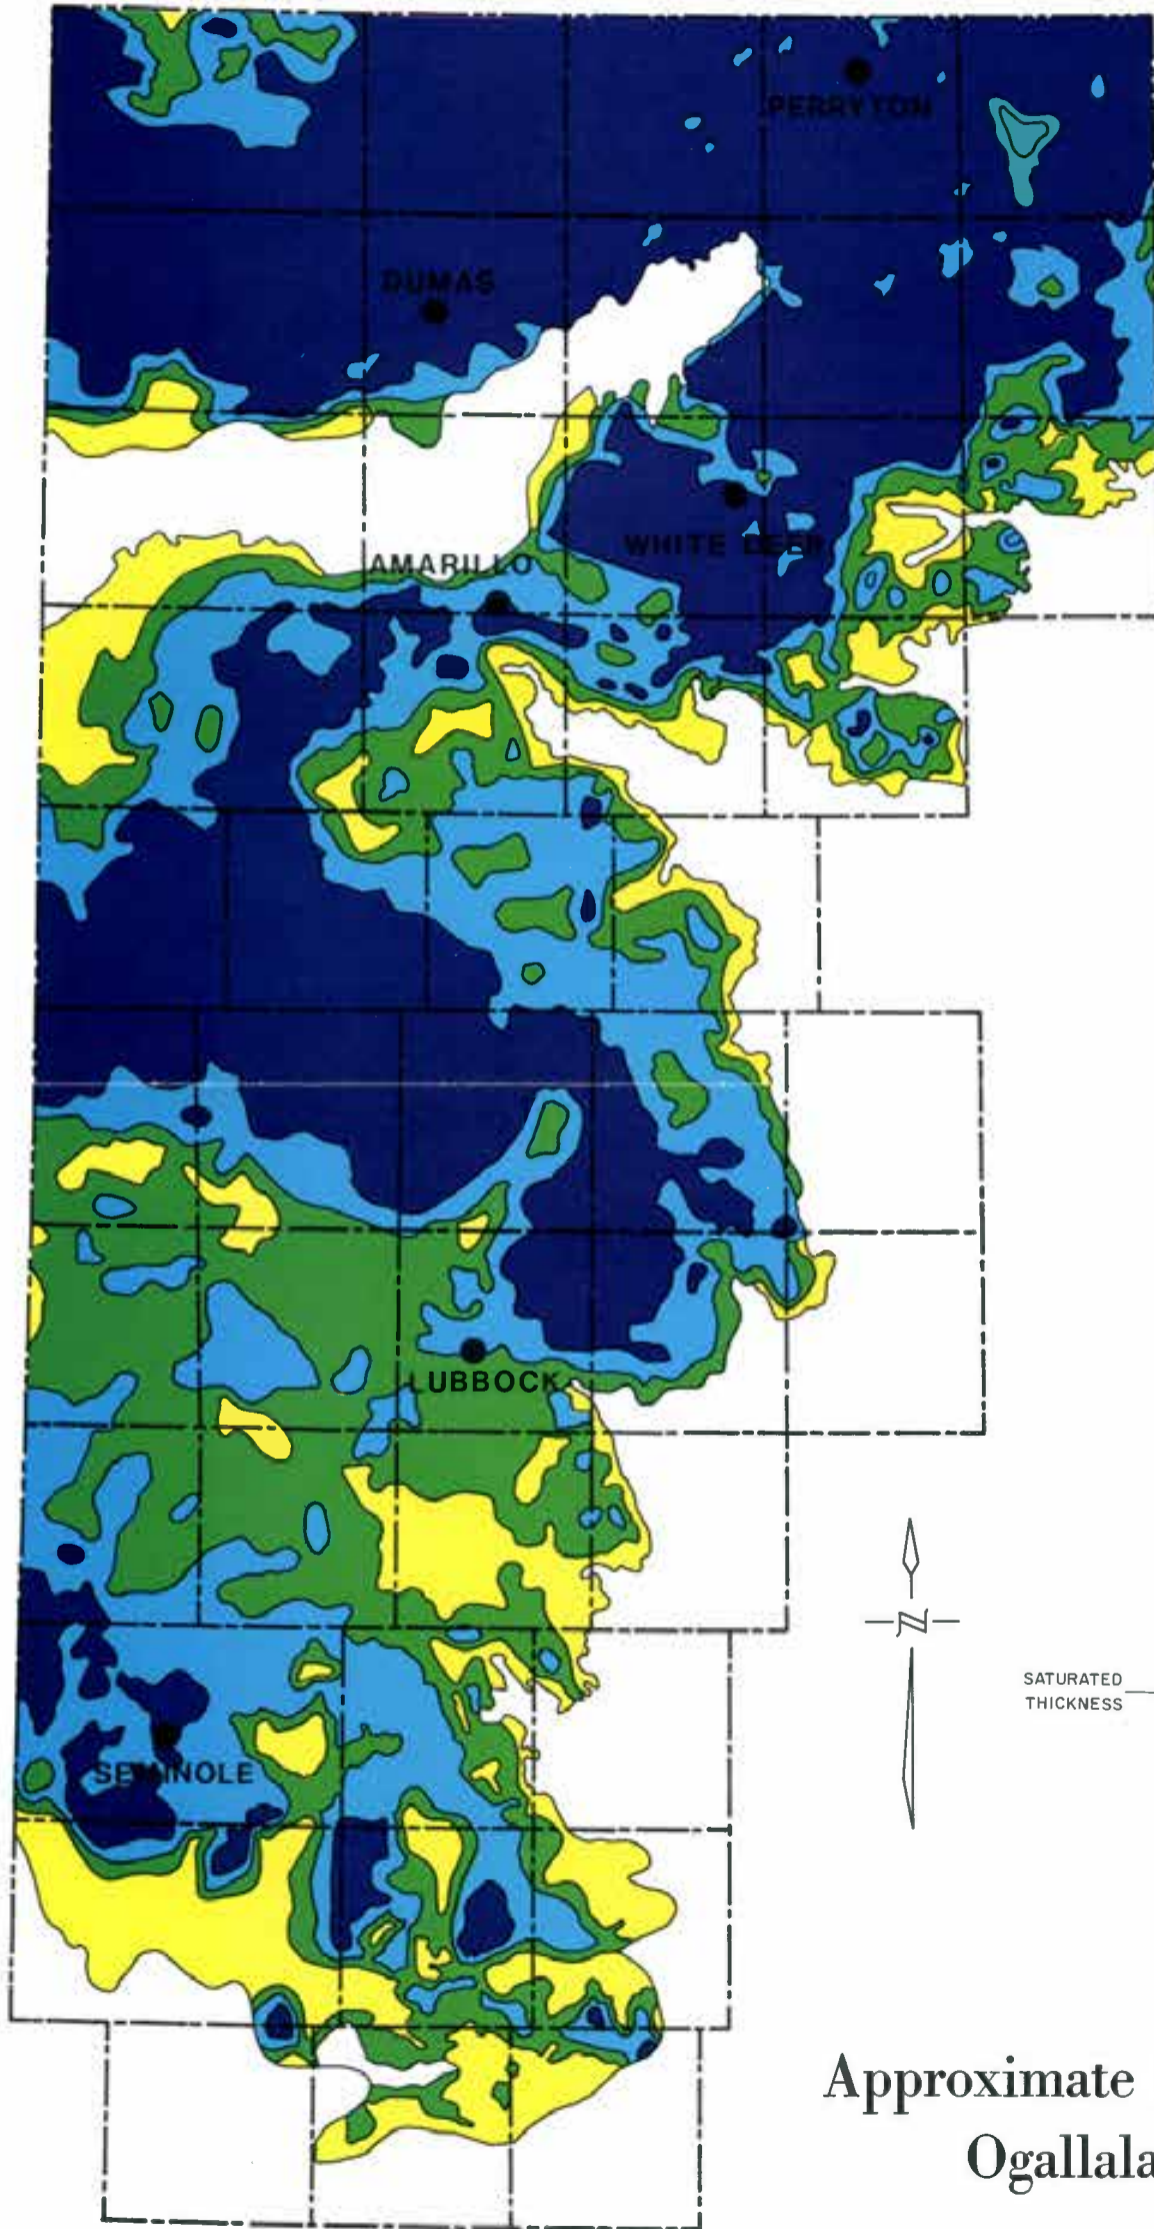 PERRYTON
DUMAS
WHITE DEER
AMARILLO
LUBBOCK
N
SATURATED
THICKNESS
SEMINOLE
Approximate
Ogallala